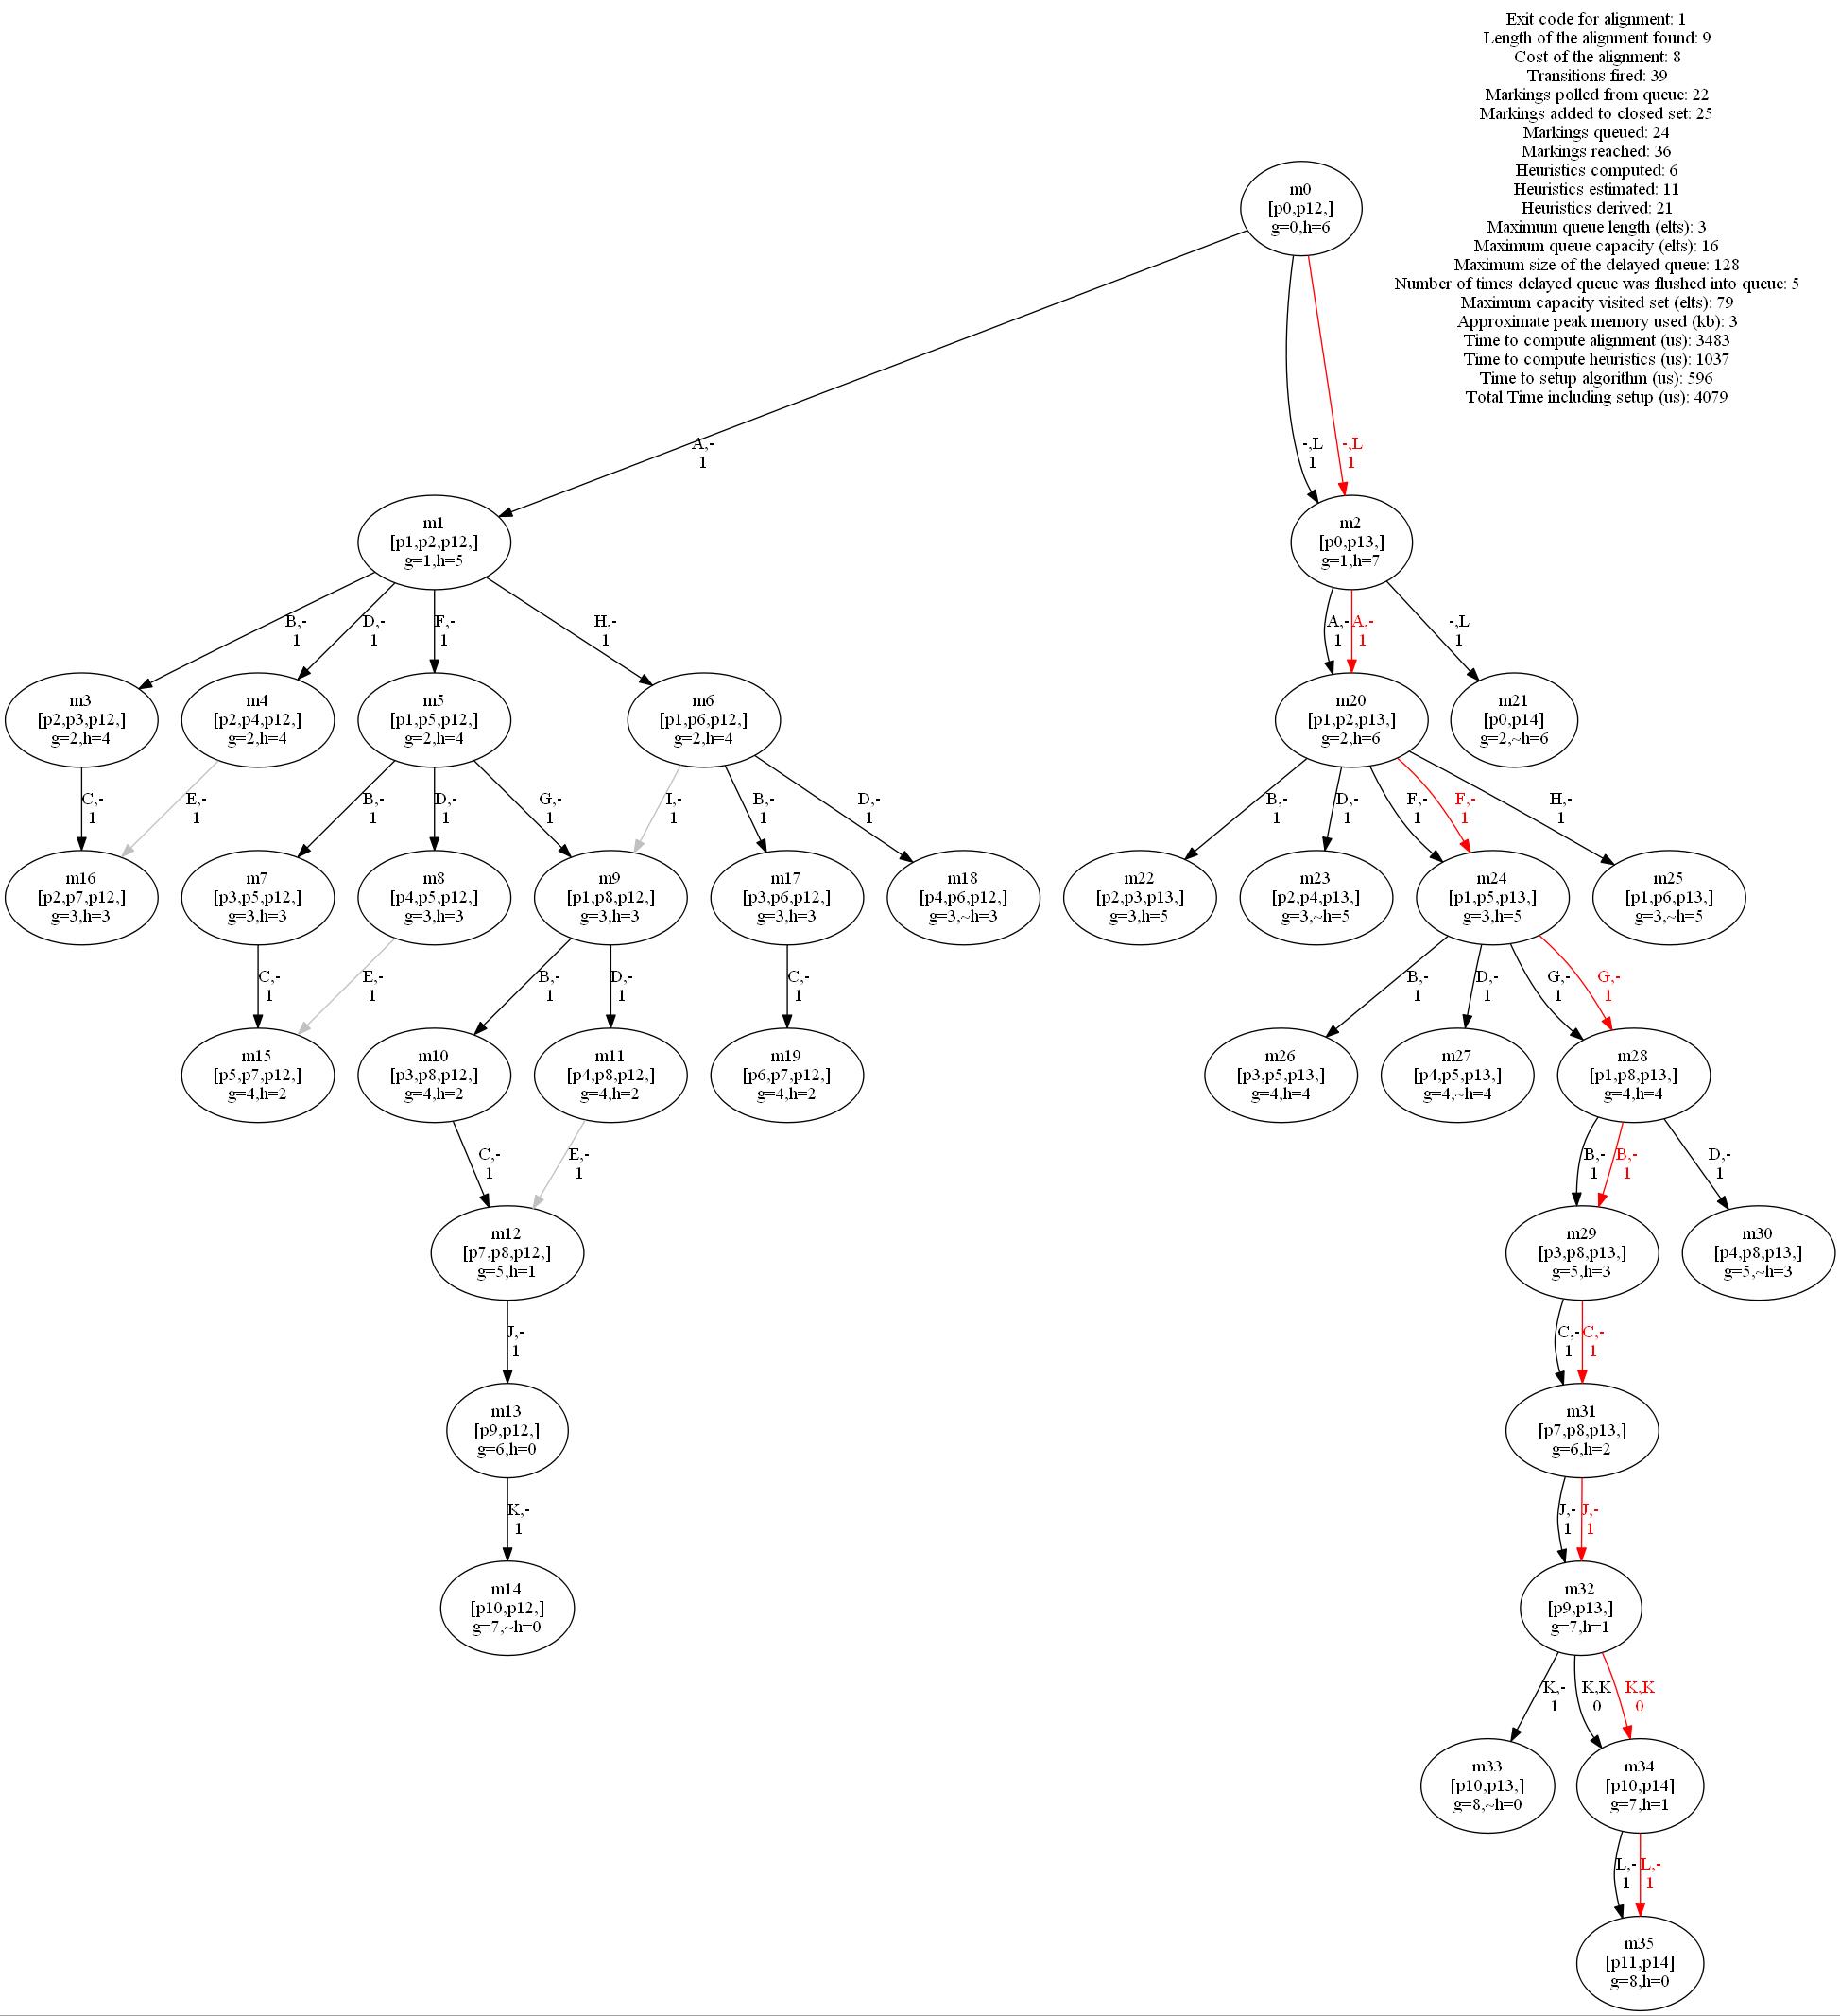 Exit code for alignment: 1
Length of the alignment found: 9
Cost of the alignment: 8
Transitions fired: 39
Markings polled from queue: 22
Markings added to closed set: 25
Markings queued: 24
Markings reached: 36
Heuristics computed: 6
Heuristics estimated: 11
Heuristics derived: 21
Maximum queue length (elts): 3
Maximum queue capacity (elts): 16
Maximum size of the delayed queue: 128
Number of times delayed queue was flushed into queue: 5
Maximum capacity visited set (elts): 79
Approximate peak memory used (kb): 3
Time to compute alignment (us): 3483
Time to compute heuristics (us): 1037
Time to setup algorithm (us): 596
Total Time including setup (us): 4079
m0
[p0,p12,]
g=0,h=6
A,-
1
-,L
1
-,L
1
m1
[p1,p2,p12,]
g=1,h=5
m2
[p0,p13,]
g=1,h=7
B,-
1
D,-
1
F,-
1
H,-
1
A,-
1
A,-
1
-,L
1
m3
[p2,p3,p12,]
g=2,h=4
m4
[p2,p4,p12,]
g=2,h=4
m5
[p1,p5,p12,]
g=2,h=4
m6
[p1,p6,p12,]
g=2,h=4
m20
[p1,p2,p13,]
g=2,h=6
m21
[p0,p14]
g=2,~h=6
C,-
1
E,-
1
B,-
1
D,-
1
G,-
1
I,-
1
B,-
1
D,-
1
B,-
1
D,-
1
F,-
1
F,-
1
H,-
1
m16
[p2,p7,p12,]
g=3,h=3
m7
[p3,p5,p12,]
g=3,h=3
m8
[p4,p5,p12,]
g=3,h=3
m9
[p1,p8,p12,]
g=3,h=3
m17
[p3,p6,p12,]
g=3,h=3
m18
[p4,p6,p12,]
g=3,~h=3
m22
[p2,p3,p13,]
g=3,h=5
m23
[p2,p4,p13,]
g=3,~h=5
m24
[p1,p5,p13,]
g=3,h=5
m25
[p1,p6,p13,]
g=3,~h=5
C,-
1
E,-
1
B,-
1
D,-
1
C,-
1
B,-
1
D,-
1
G,-
1
G,-
1
m15
[p5,p7,p12,]
g=4,h=2
m10
[p3,p8,p12,]
g=4,h=2
m11
[p4,p8,p12,]
g=4,h=2
m19
[p6,p7,p12,]
g=4,h=2
m26
[p3,p5,p13,]
g=4,h=4
m27
[p4,p5,p13,]
g=4,~h=4
m28
[p1,p8,p13,]
g=4,h=4
C,-
1
E,-
1
B,-
1
B,-
1
D,-
1
m12
[p7,p8,p12,]
g=5,h=1
m29
[p3,p8,p13,]
g=5,h=3
m30
[p4,p8,p13,]
g=5,~h=3
J,-
1
C,-
1
C,-
1
m13
[p9,p12,]
g=6,h=0
m31
[p7,p8,p13,]
g=6,h=2
K,-
1
J,-
1
J,-
1
m14
[p10,p12,]
g=7,~h=0
m32
[p9,p13,]
g=7,h=1
K,-
1
K,K
0
K,K
0
m33
[p10,p13,]
g=8,~h=0
m34
[p10,p14]
g=7,h=1
L,-
1
L,-
1
m35
[p11,p14]
g=8,h=0